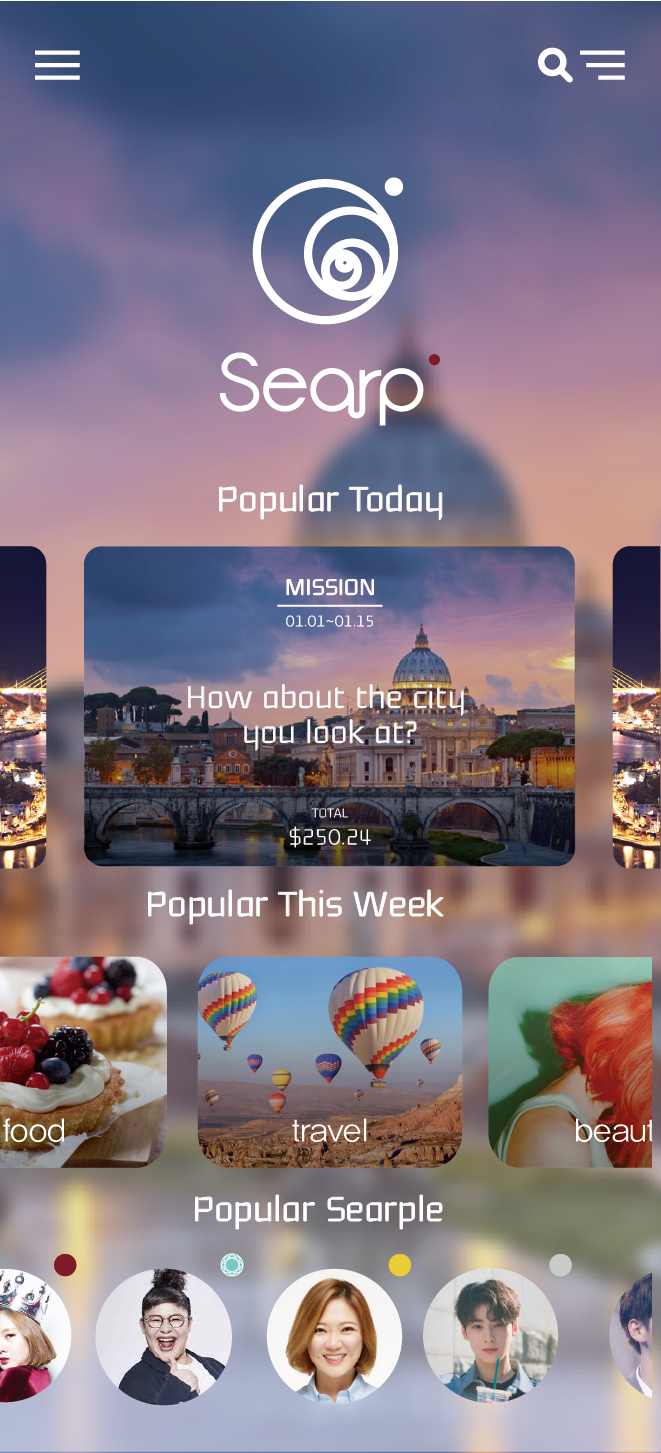 Searp
Popular Today
MISSION
01.01~01.15
How about the city
you look at?
TOTAL
$250.24
Popular This Week
food
travel
beaut
Popular Searple